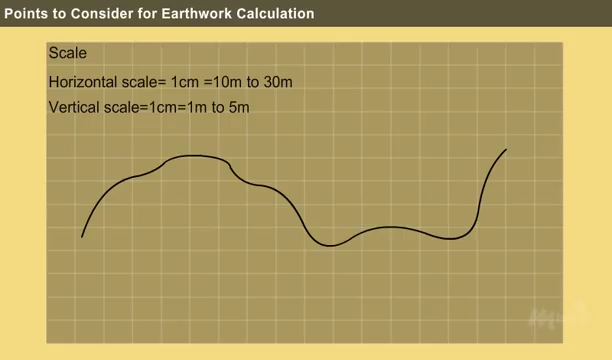 Points to Consider for Earthwork Calculation
Scale
Horizontal scale= 1cm =10m to 30m
Vertical scale=1cm=1m to 5m